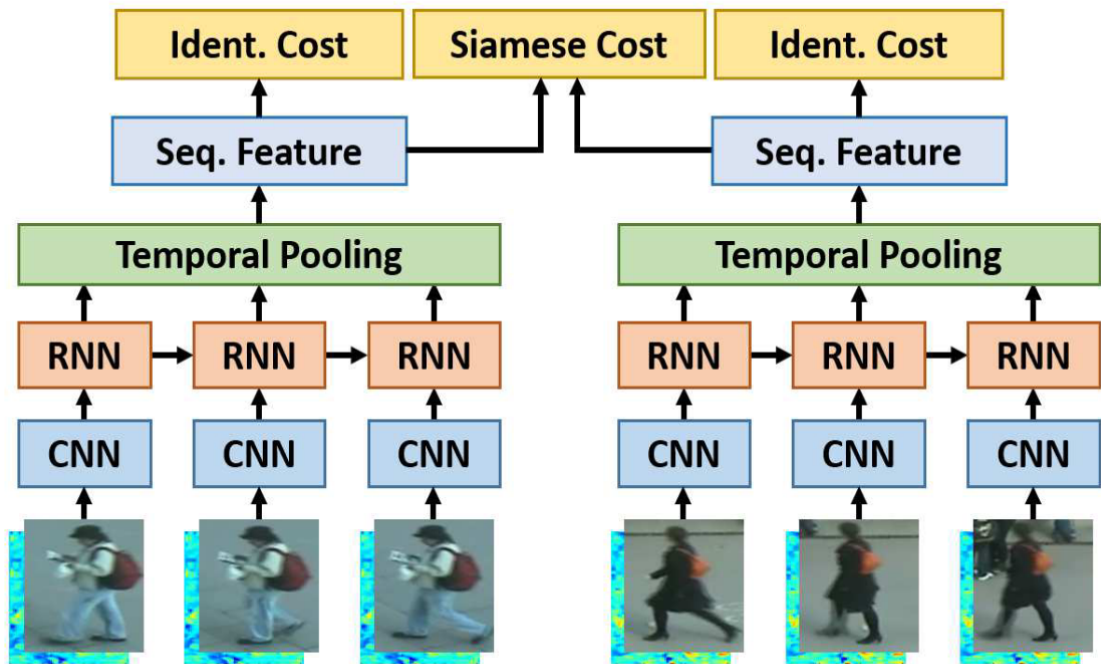 Ident. Cost
Siamese Cost
Ident. Cost
Seq. Feature
Seq. Feature
Temporal Pooling
Temporal Pooling
RNN
RNN
RNN
RNN
RNN
RNN
CNN
CNN
CNN
CNN
CNN
CNN